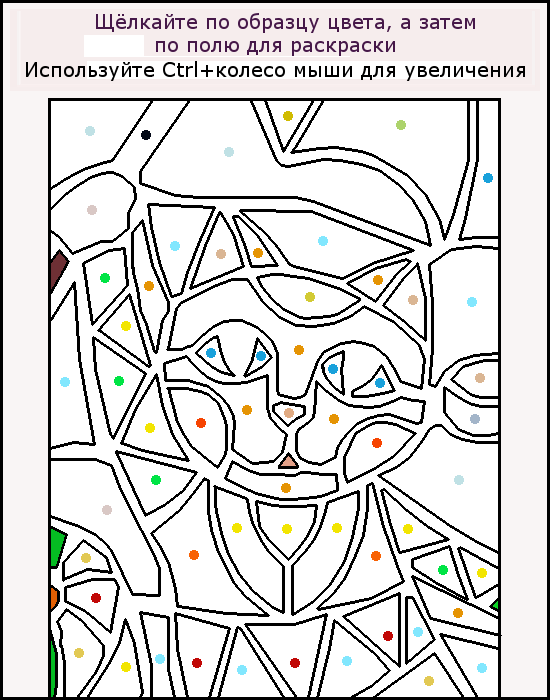 Щёлкайте по образцу цвета, а затем
по полю для раскраски
Используйте Ctrl+колесо мыши для увеличения